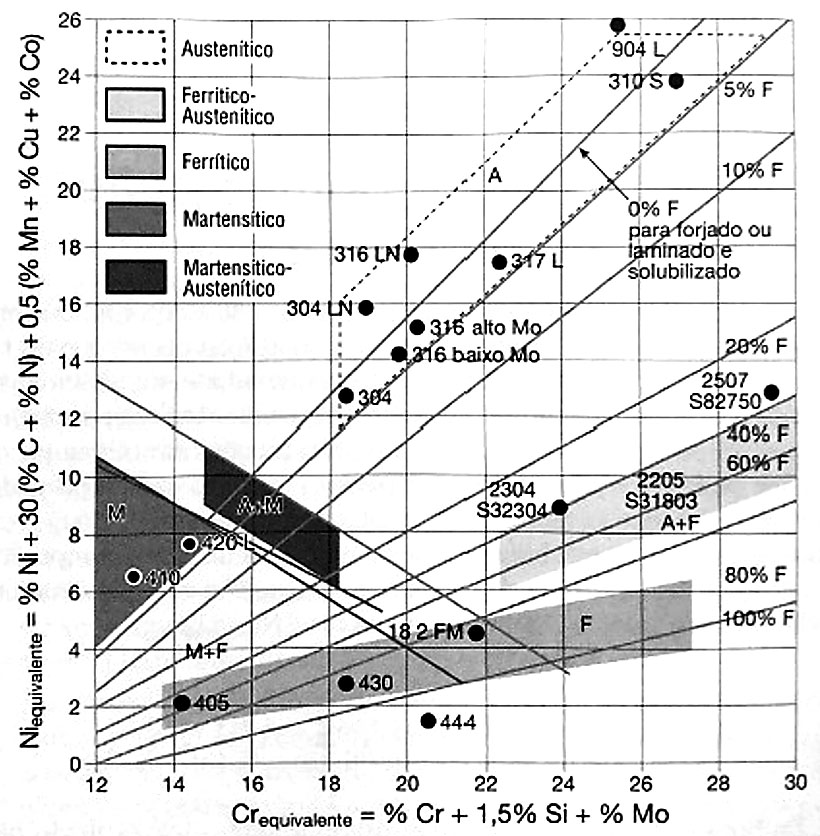 Austenítico
Ferrítico-
Austenítico
Ferrítico
Martensítico
Martensítico-
Austenítico
904 L
310 S
5% F
10% F
A
0% F
para forjado ou
laminado e
solubilizado
316 LN
317 L
304 LN
316 alto Mo
316 baixo Mo
304
20% F
2507
S82750
40% F
60% F
2205
S31803
A+F
2304
S32304
M
A+M
420 L
410
80% F
100% F
F
18 2 FM
M+F
430
405
444
26
24
22
20
18
16
14
12
10
8
6
4
2
0
12 14 16 18 20 22 24 26 28 30
Niequivalente = % Ni + 30 (% C + % N) + 0,5 (% Mn + % Cu + % Co)
Crequivalente = % Cr + 1,5% Si + % Mo